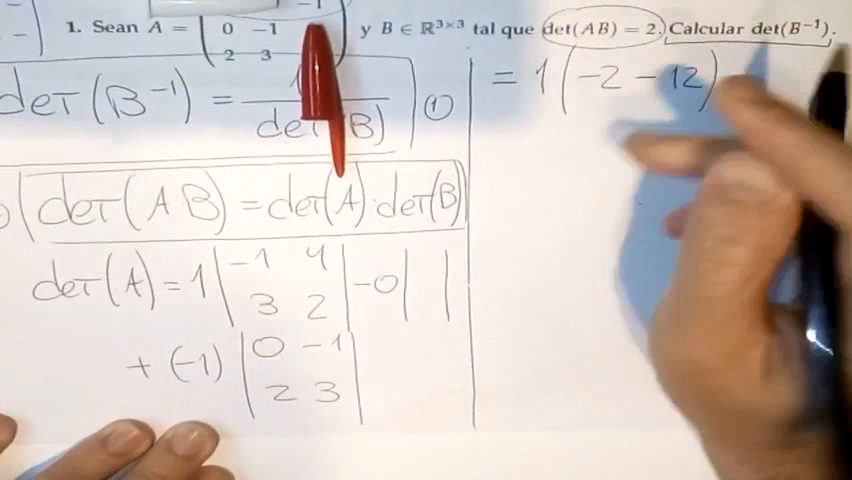 1. Sean A = ( −1 y B ∈ ℝ³ˣ³ tal que det(AB) = 2. Calcular det(B⁻¹).
0 −1
2 3
det(B⁻¹) = 1/det(B) ①
det(AB) = det(A)·det(B)
det(A) = 1 | −1 4 | −0 | |
3 2
+ (−1) | 0 −1 |
2 3
= 1 ( −2 − 12 )